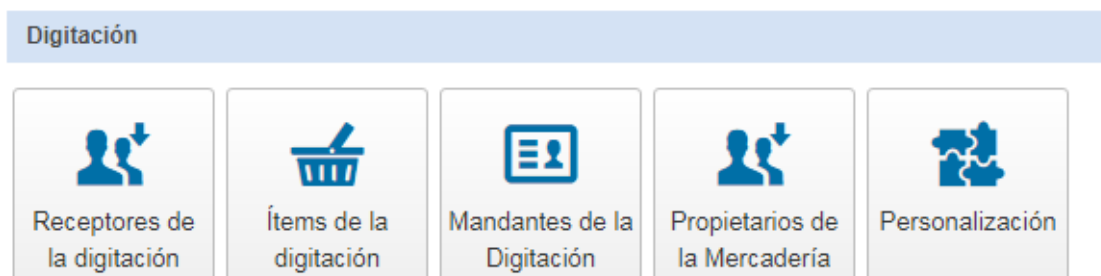 Digitación
Receptores de
la digitación
Ítems de la
digitación
Mandantes de la
Digitación
Propietarios de
la Mercadería
Personalización